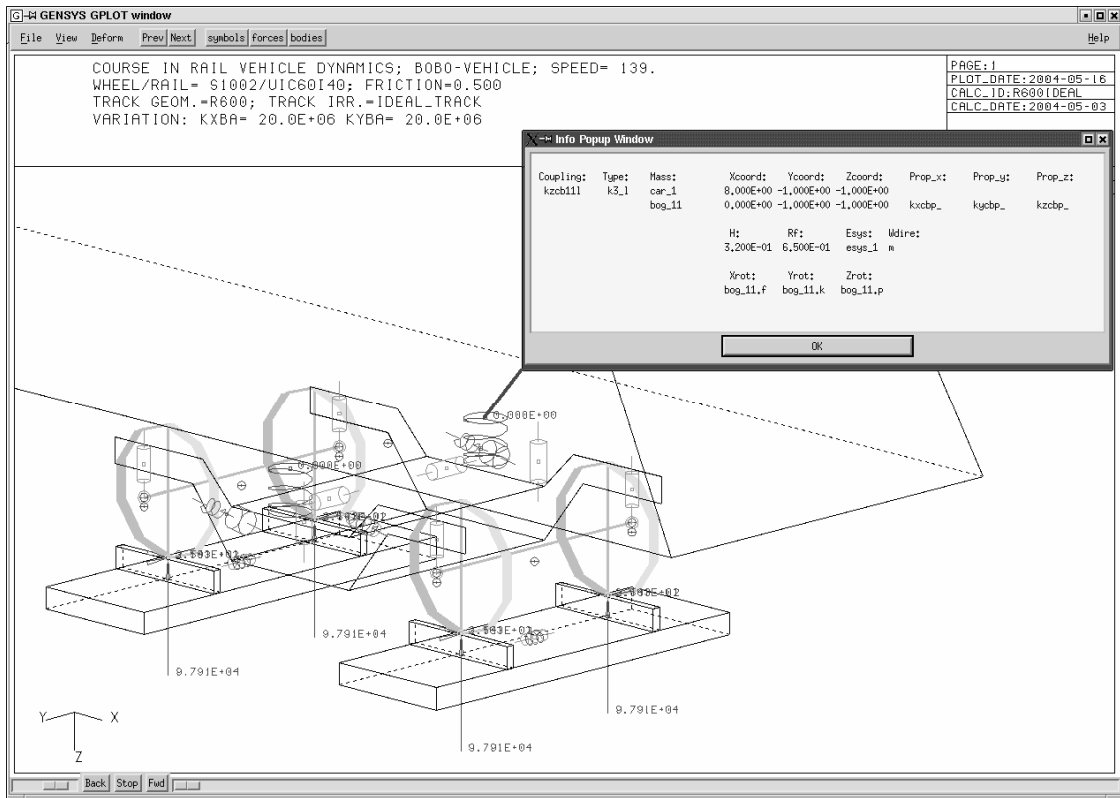 GENSYS GPLOT window
File View Deform Prev Next symbols forces bodies Help
COURSE IN RAIL VEHICLE DYNAMICS; BOBO-VEHICLE; SPEED= 139.
WHEEL/RAIL= S1002/UIC60I40; FRICTION=0.500
TRACK GEOM.=R600; TRACK IRR.=IDEAL_TRACK
VARIATION: KXBA= 20.0E+06 KYBA= 20.0E+06
PAGE:1
PLOT_DATE:2004-05-16
CALC_ID:R600IDEAL
CALC_DATE:2004-05-03
Info Popup Window
Coupling: Type: Mass: Xcoord: Ycoord: Zcoord: Prop_x: Prop_y: Prop_z:
kzcb11l k3_l car_1 8.000E+00 -1.000E+00 -1.000E+00
bog_11 0.000E+00 -1.000E+00 -1.000E+00 kxcbp_ kycbp_ kzcbp_
H: Rf: Esys: Wdire:
3.200E-01 6.500E-01 esys_1 m
Xrot: Yrot: Zrot:
bog_11.f bog_11.k bog_11.p
OK
0.000E+00
0.000E+00
9.791E+04
9.791E+04
9.791E+04
9.791E+04
Y X
Z
Back Stop Fwd